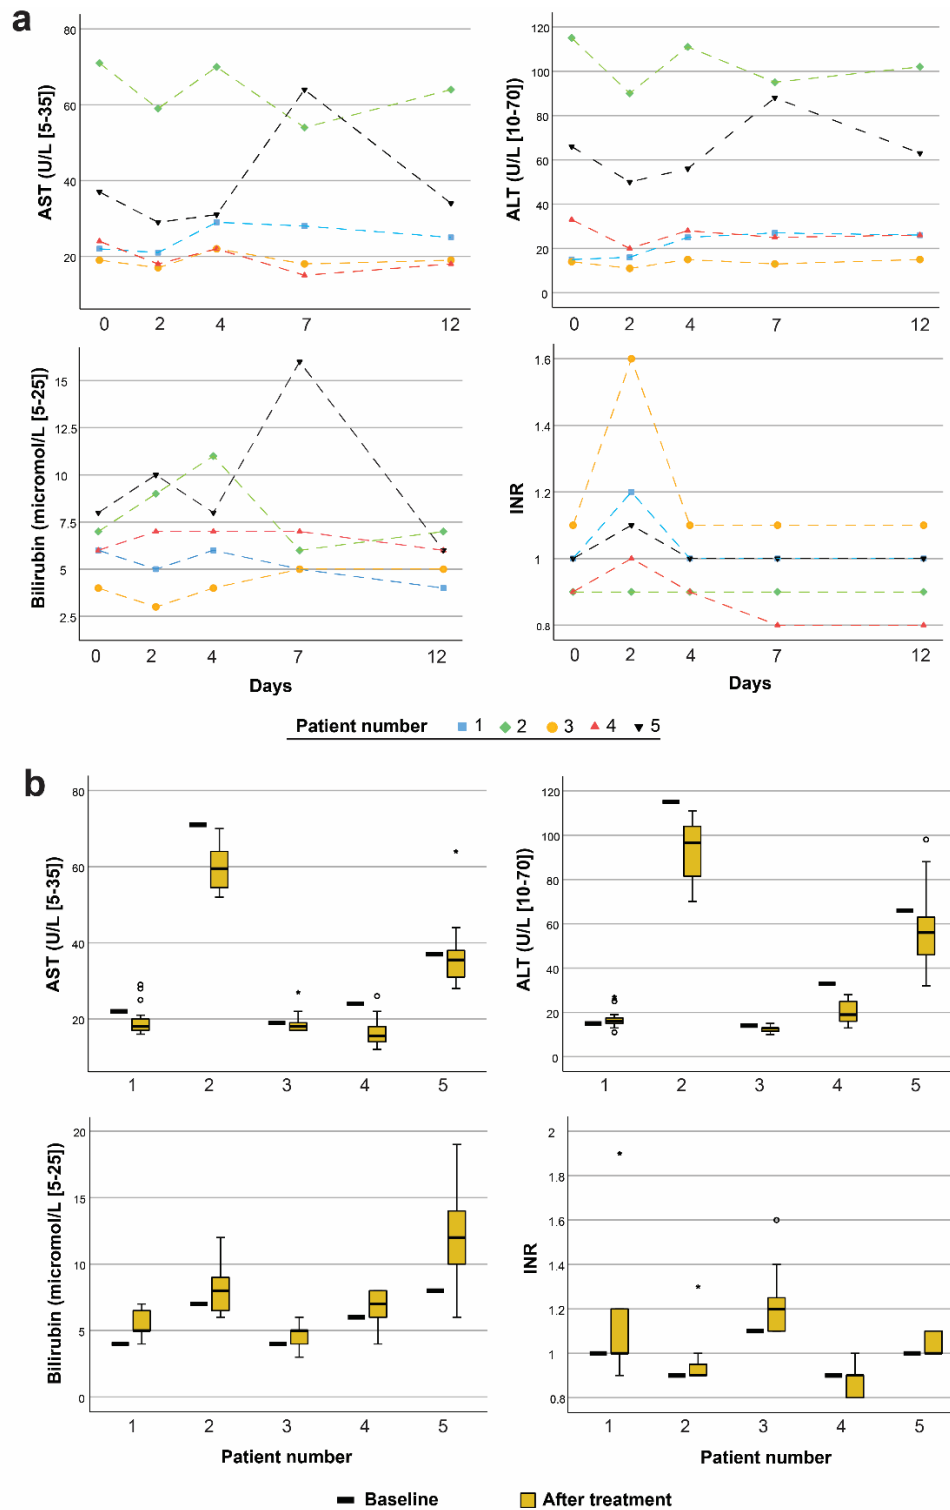 a
AST (U/L [5-35])
80
60
40
20
0 2 4 7 12
ALT (U/L [10-70])
120
100
80
60
40
20
0
0 2 4 7 12
Bilirubin (micromol/L [5-25])
15
12.5
10
7.5
5
2.5
0 2 4 7 12
Days
INR
1.6
1.4
1.2
1
0.8
0 2 4 7 12
Days
Patient number 1 2 3 4 5
b
AST (U/L [5-35])
80
60
40
20
1 2 3 4 5
ALT (U/L [10-70])
120
100
80
60
40
20
0
1 2 3 4 5
Bilirubin (micromol/L [5-25])
20
15
10
5
0
1 2 3 4 5
Patient number
INR
2
1.8
1.6
1.4
1.2
1
0.8
1 2 3 4 5
Patient number
Baseline After treatment